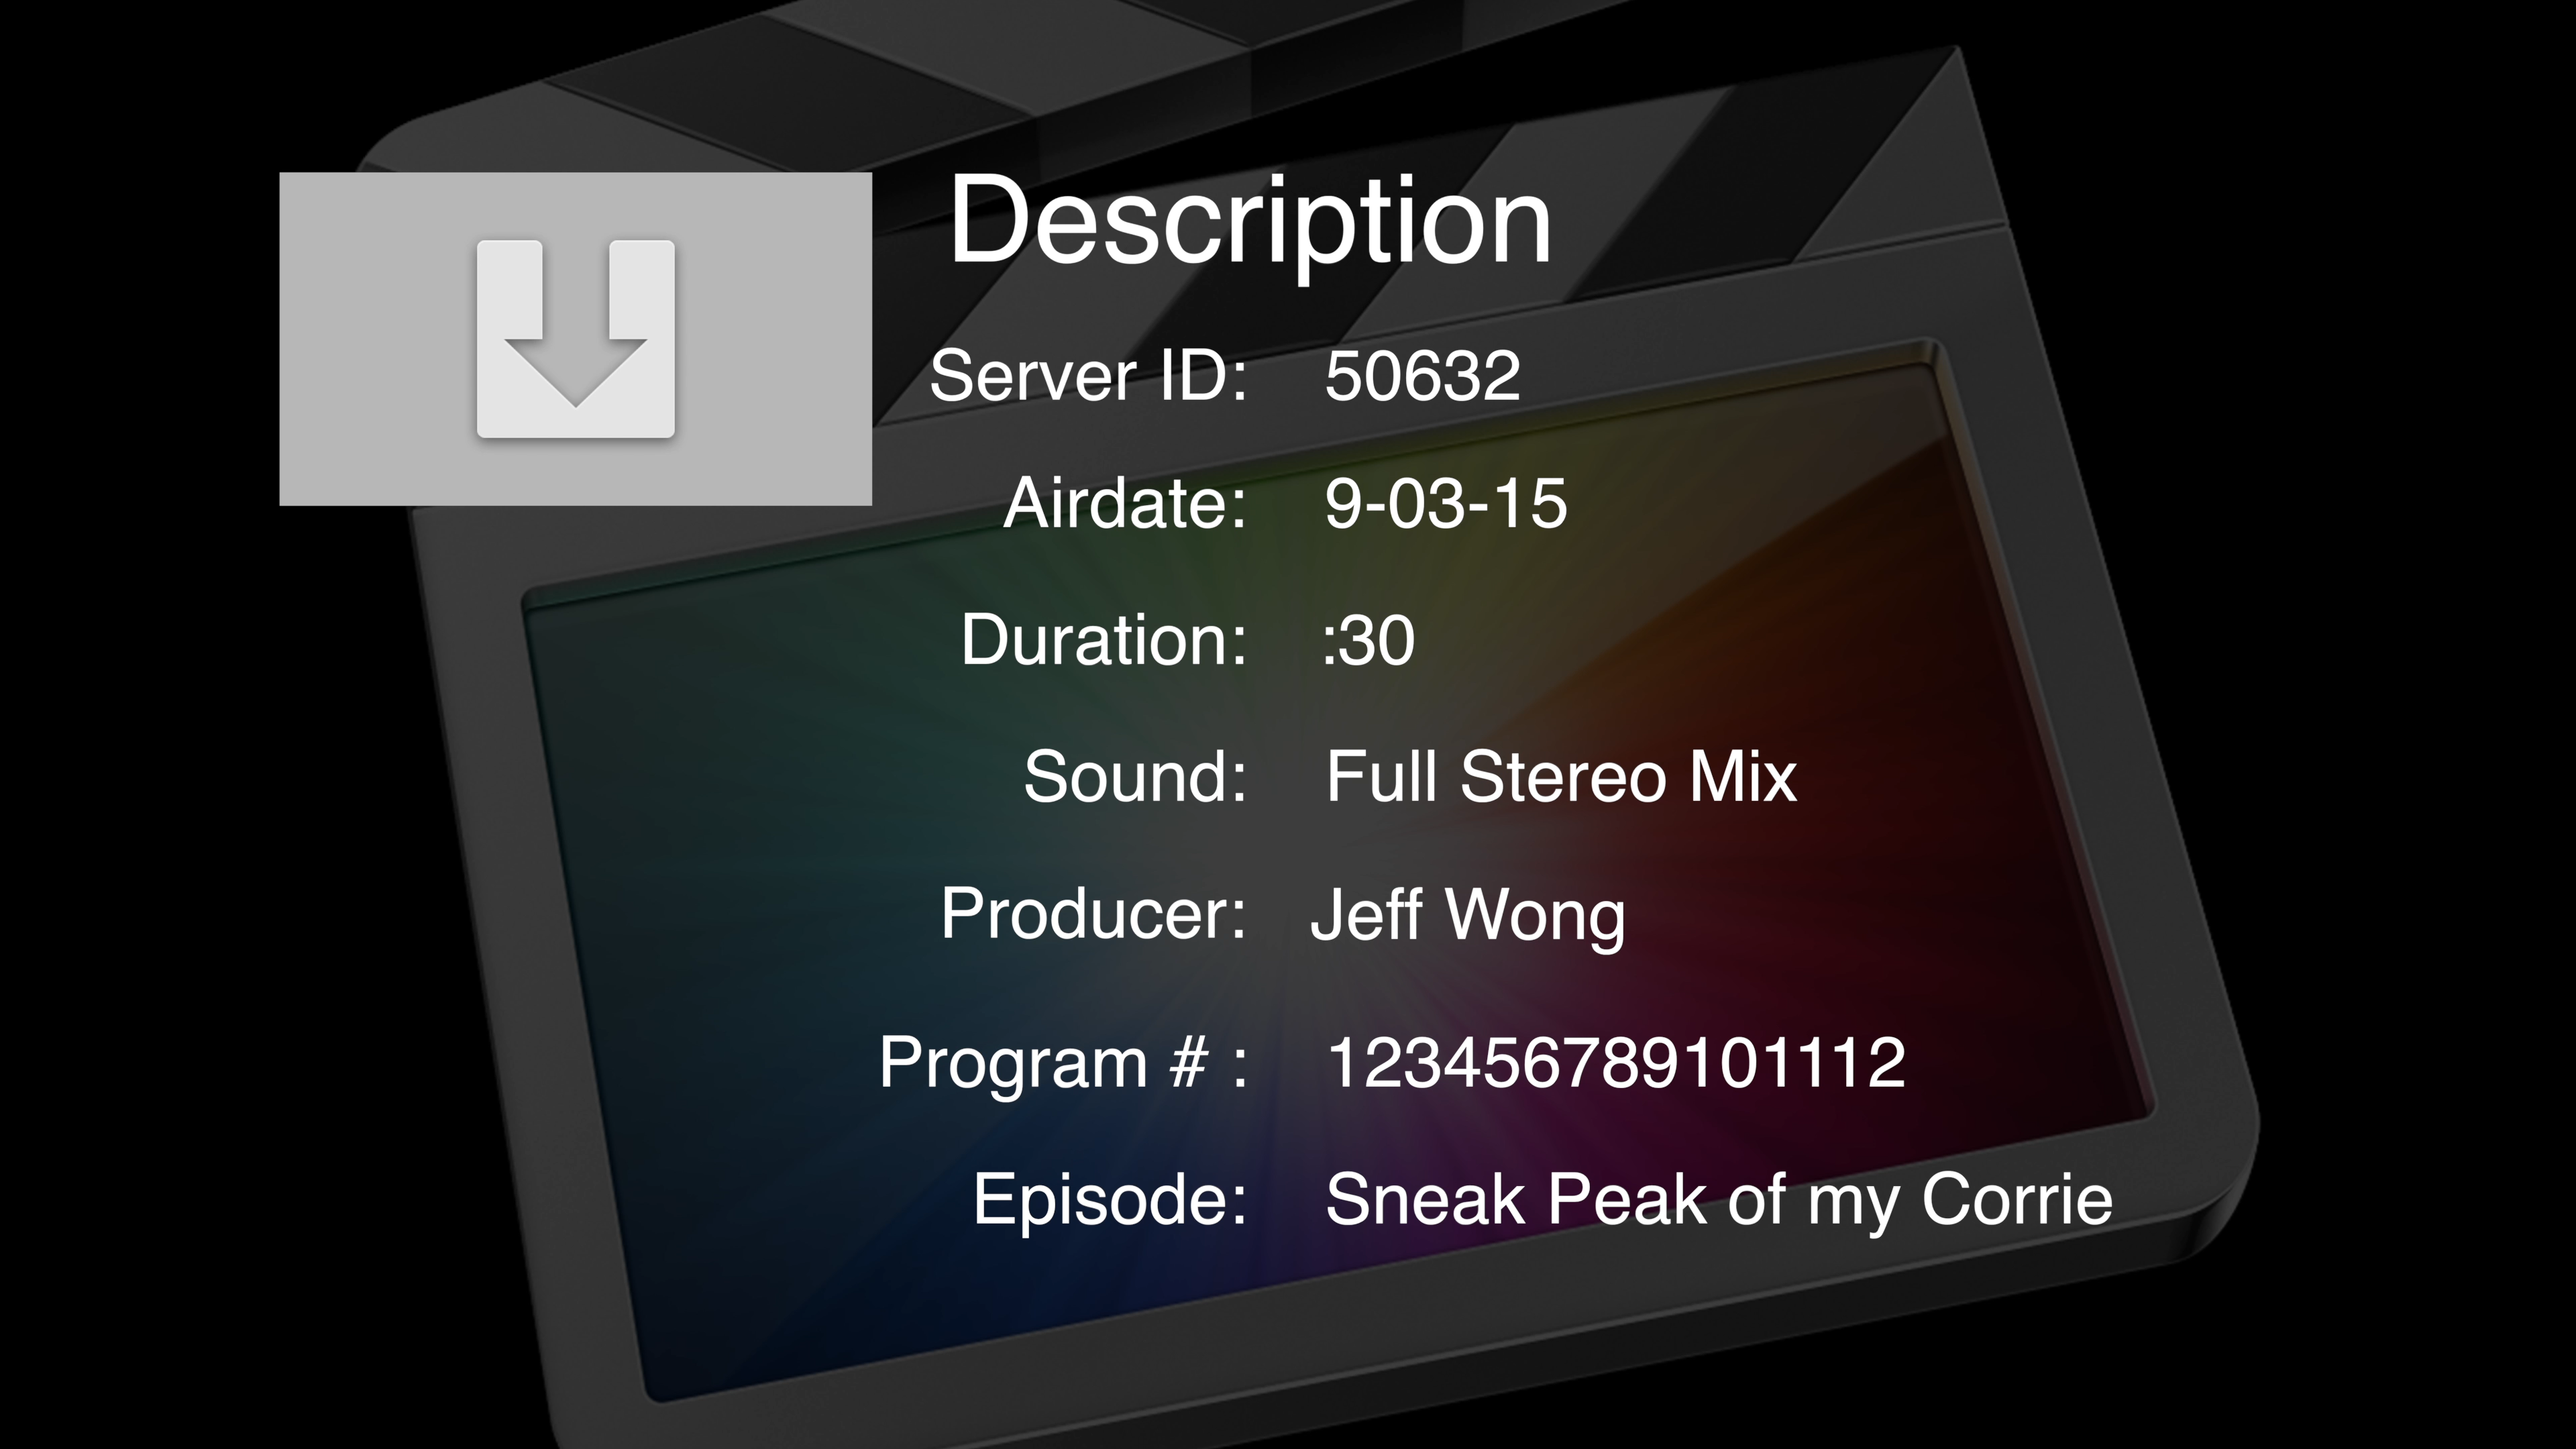 Description
Server ID: 50632
Airdate: 9-03-15
Duration: :30
Sound: Full Stereo Mix
Producer: Jeff Wong
Program # : 123456789101112
Episode: Sneak Peak of my Corrie